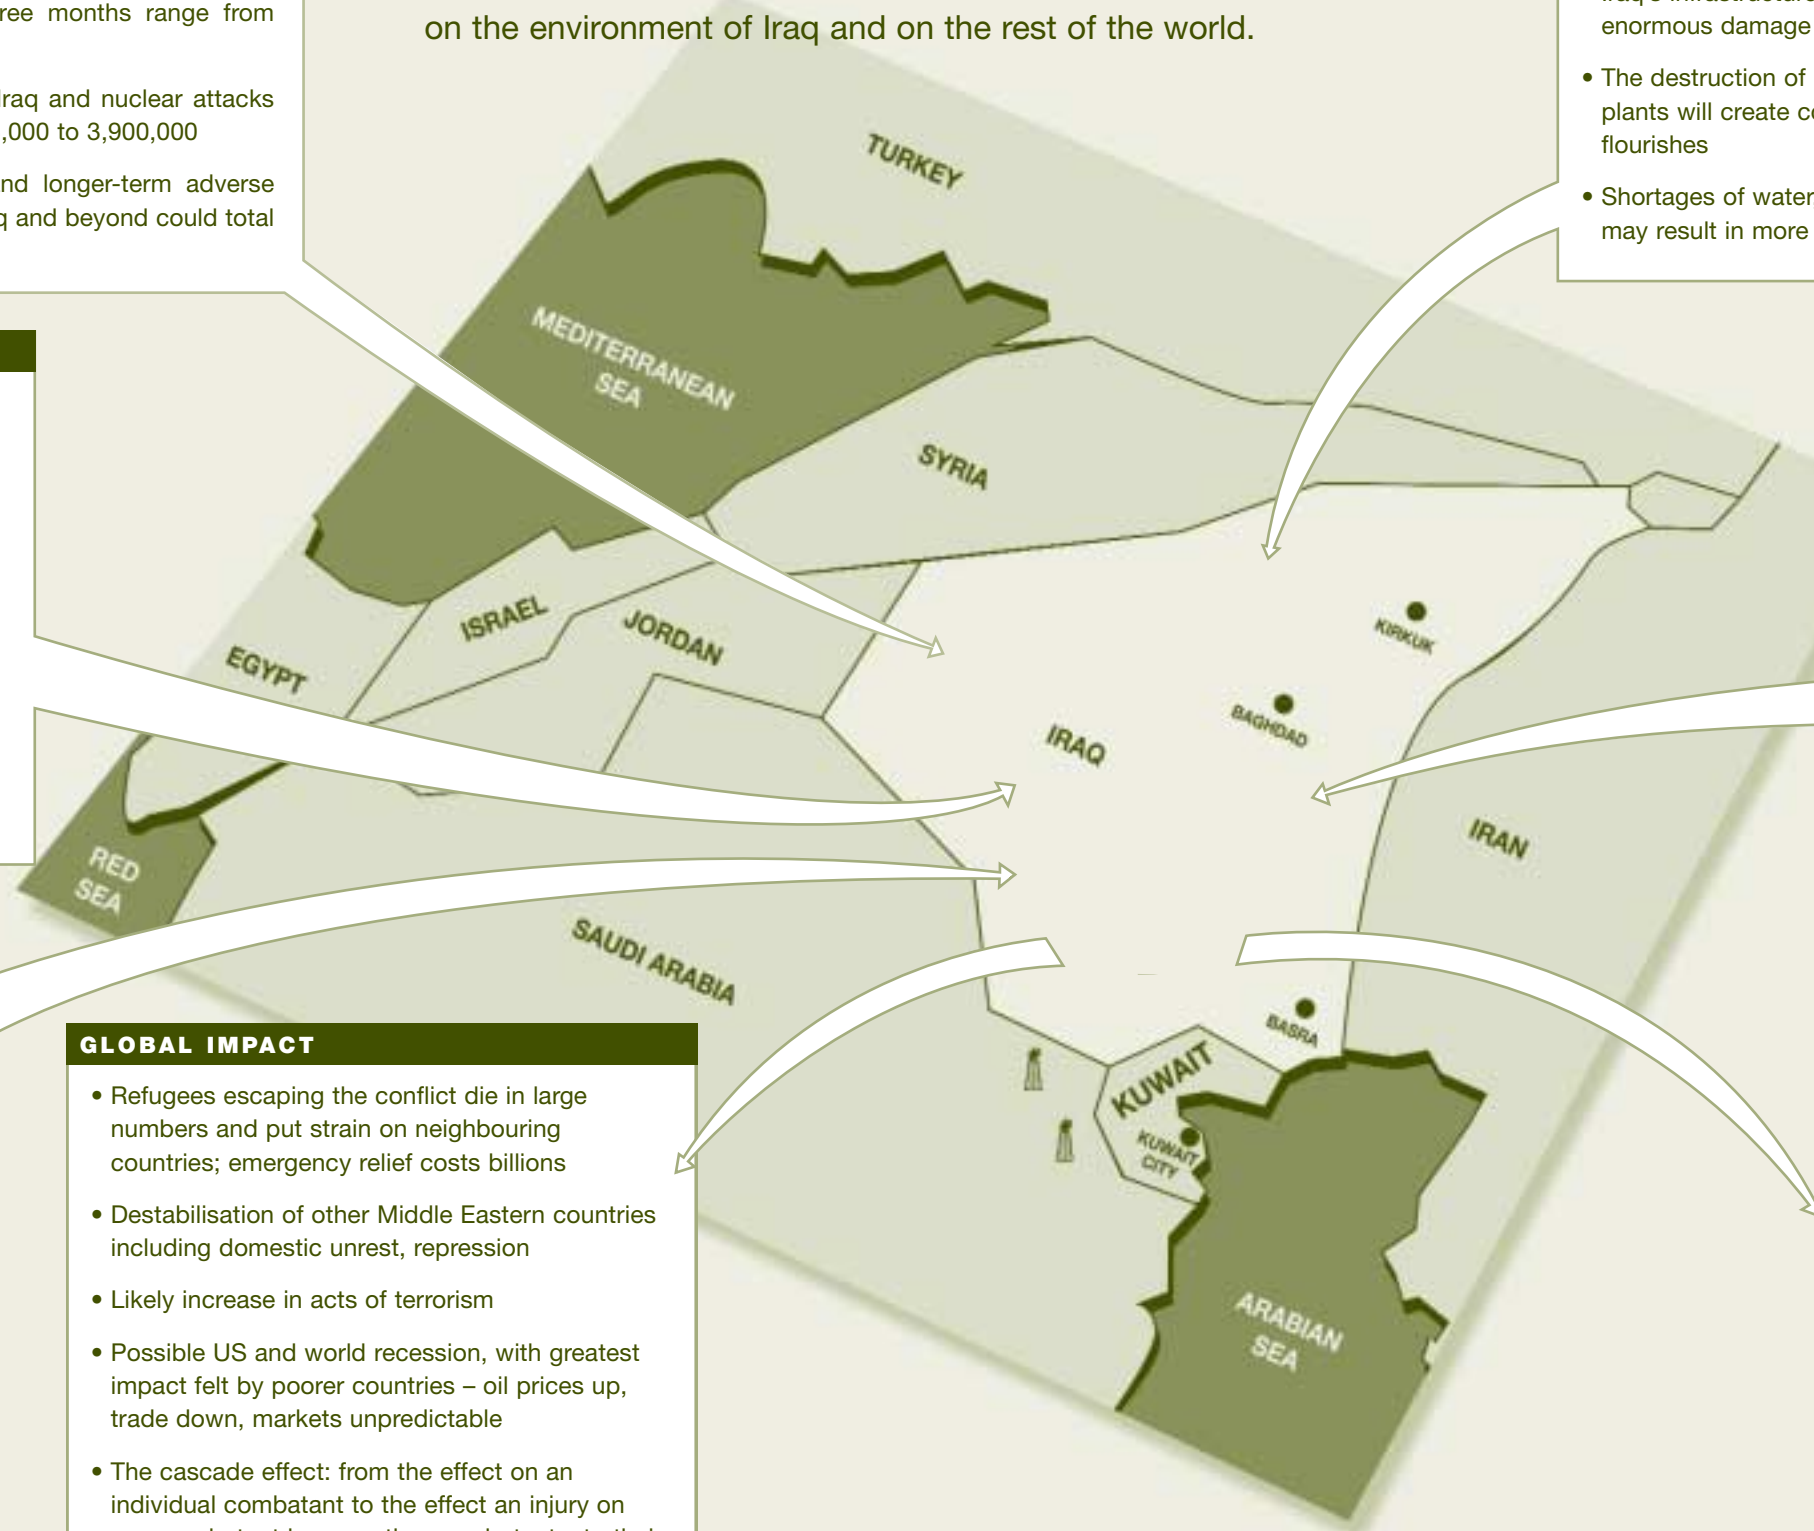 ree months range from
Iraq and nuclear attacks
,000 to 3,900,000
nd longer-term adverse
q and beyond could total
on the environment of Iraq and on the rest of the world.
enormous damage
• The destruction of
plants will create
flourishes
• Shortages of water
may result in more
TURKEY
MEDITERRANEAN
SEA
SYRIA
ISRAEL
JORDAN
EGYPT
KIRKUK
BAGHDAD
IRAQ
IRAN
RED
SEA
SAUDI ARABIA
BASRA
KUWAIT
KUWAIT
CITY
ARABIAN
SEA
GLOBAL IMPACT
• Refugees escaping the conflict die in large
numbers and put strain on neighbouring
countries; emergency relief costs billions
• Destabilisation of other Middle Eastern countries
including domestic unrest, repression
• Likely increase in acts of terrorism
• Possible US and world recession, with greatest
impact felt by poorer countries – oil prices up,
trade down, markets unpredictable
• The cascade effect: from the effect on an
individual combatant to the effect an injury on